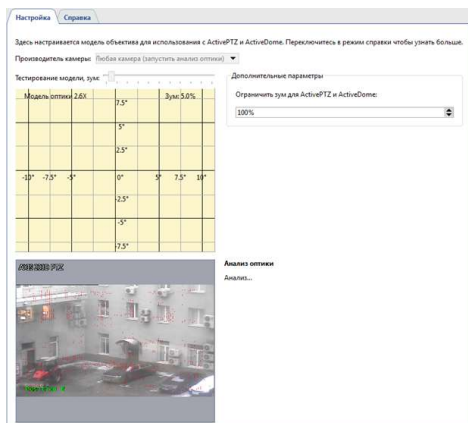 Настройка
Справка
Здесь настраивается модель объектива для использования с ActivePTZ и ActiveDome. Переключитесь в режим справки чтобы узнать больше.
Производитель камеры: Любая камера (запустить анализ оптики)
Тестирование модели, зум:
Дополнительные параметры
Ограничить зум для ActivePTZ и ActiveDome:
100%
Модель оптики 2.6X
Зум: 5.0%
7.5°
5°
2.5°
-10° -7.5° -5° 0° 5° 7.5° 10°
-2.5°
-5°
-7.5°
Анализ оптики
Анализ...